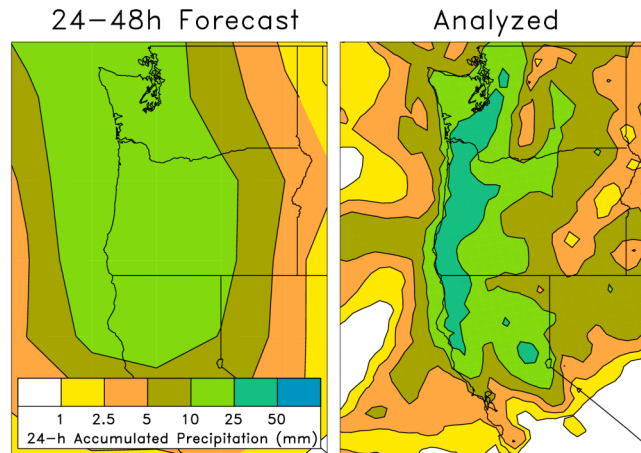 24-48h Forecast
Analyzed
1 2.5 5 10 25 50
24-h Accumulated Precipitation (mm)